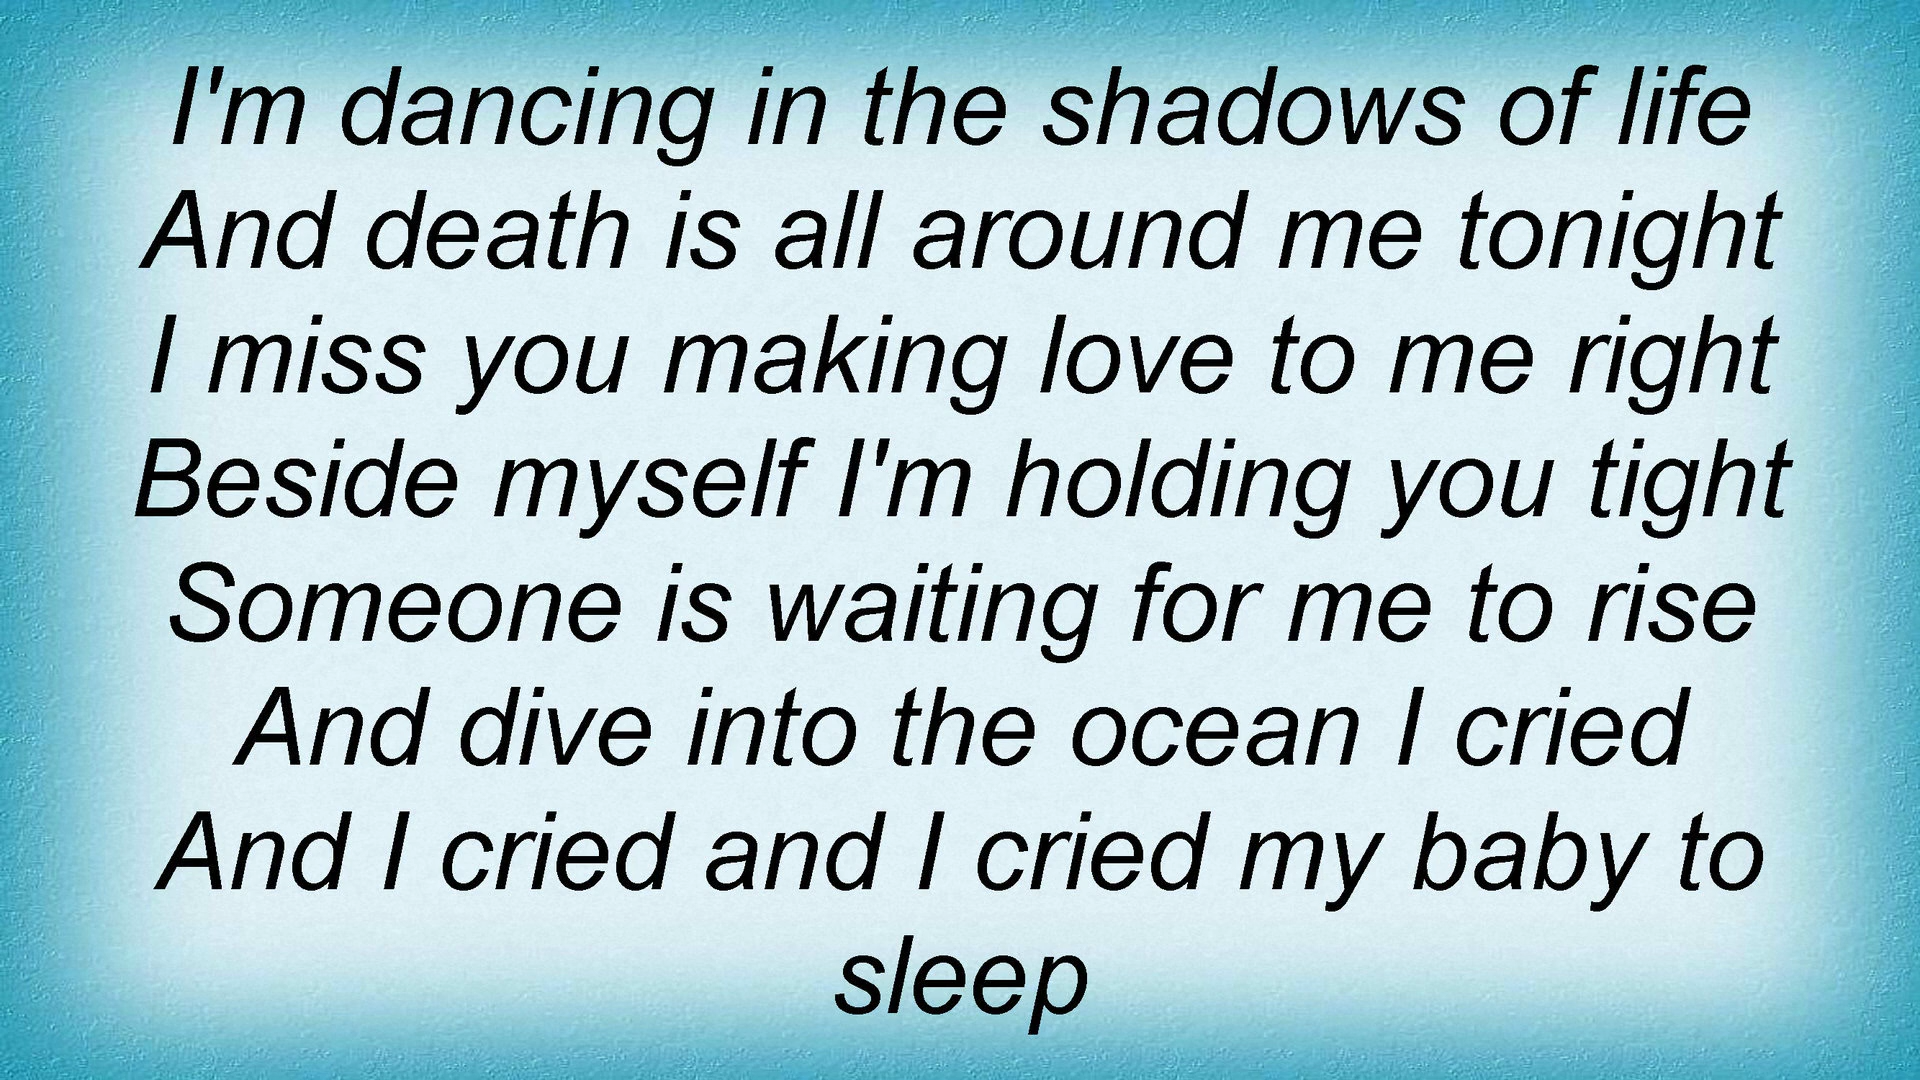 I'm dancing in the shadows of life
And death is all around me tonight
I miss you making love to me right
Beside myself I'm holding you tight
Someone is waiting for me to rise
And dive into the ocean I cried
And I cried and I cried my baby to
sleep